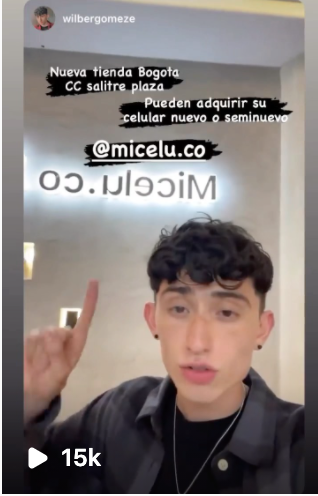 wilbergomeze
Nueva tienda Bogota
CC salitre plaza
Pueden adquirir su
celular nuevo o seminuevo
@micelu.co
Micelu.co
15k